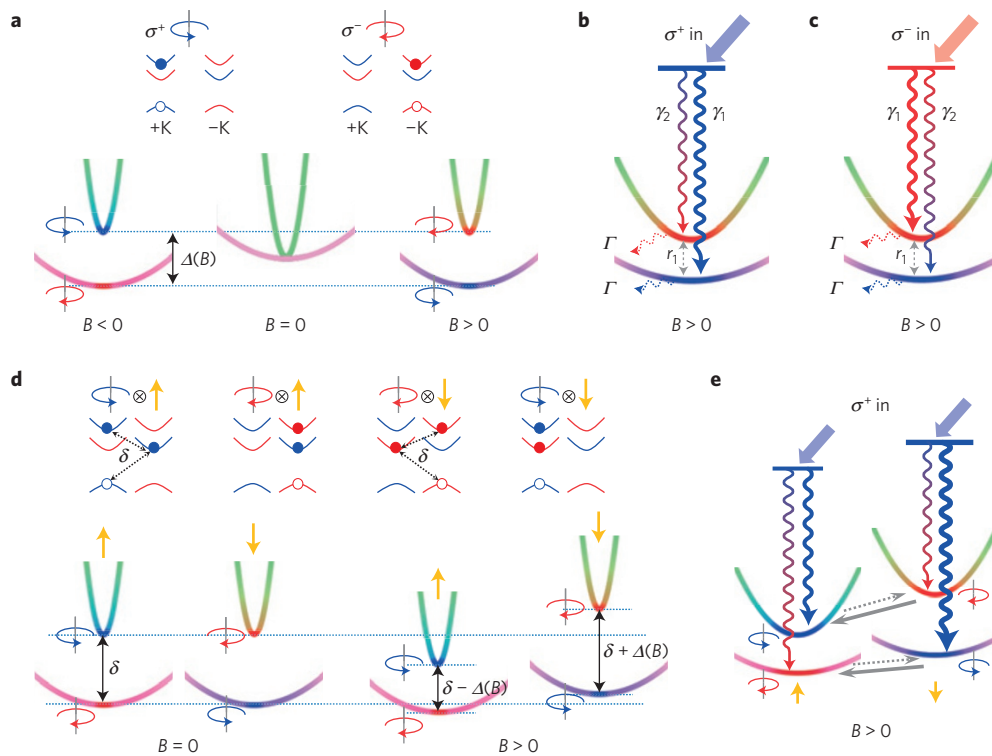 a
σ+
σ−
+K
−K
+K
−K
Δ(B)
B < 0
B = 0
B > 0
b
σ+ in
γ2
γ1
Γ
r1
Γ
B > 0
c
σ− in
γ1
γ2
Γ
r1
Γ
B > 0
d
⊗
⊗
⊗
⊗
δ
δ
δ
δ − Δ(B)
δ + Δ(B)
B = 0
B > 0
e
σ+ in
B > 0